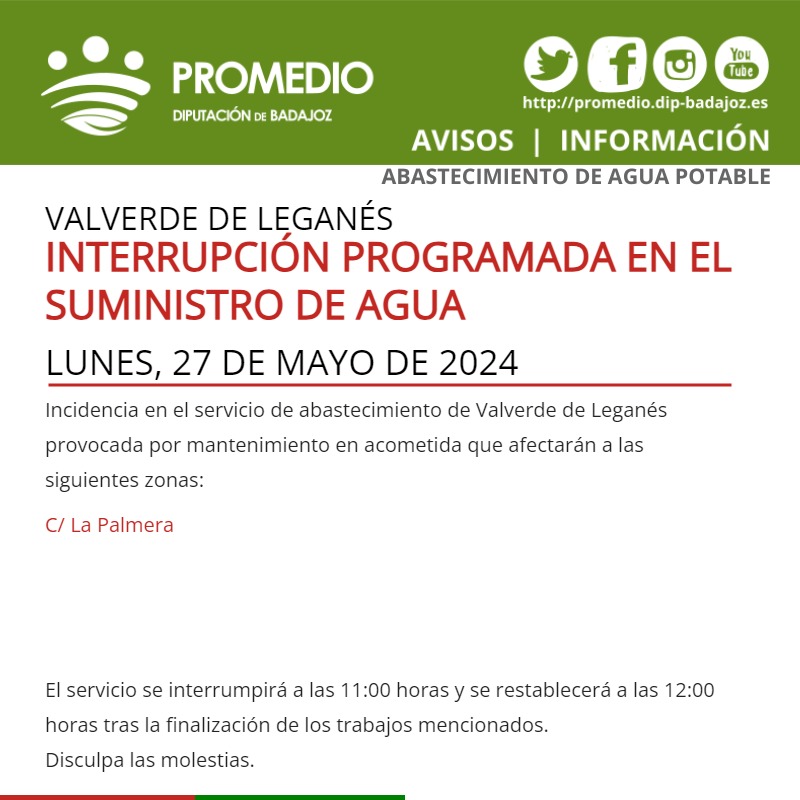 PROMEDIO
DIPUTACIÓN DE BADAJOZ
You
Tube
http://promedio.dip-badajoz.es
AVISOS | INFORMACIÓN
ABASTECIMIENTO DE AGUA POTABLE
VALVERDE DE LEGANÉS
INTERRUPCIÓN PROGRAMADA EN EL
SUMINISTRO DE AGUA
LUNES, 27 DE MAYO DE 2024
Incidencia en el servicio de abastecimiento de Valverde de Leganés
provocada por mantenimiento en acometida que afectarán a las
siguientes zonas:
C/ La Palmera
El servicio se interrumpirá a las 11:00 horas y se restablecerá a las 12:00
horas tras la finalización de los trabajos mencionados.
Disculpa las molestias.